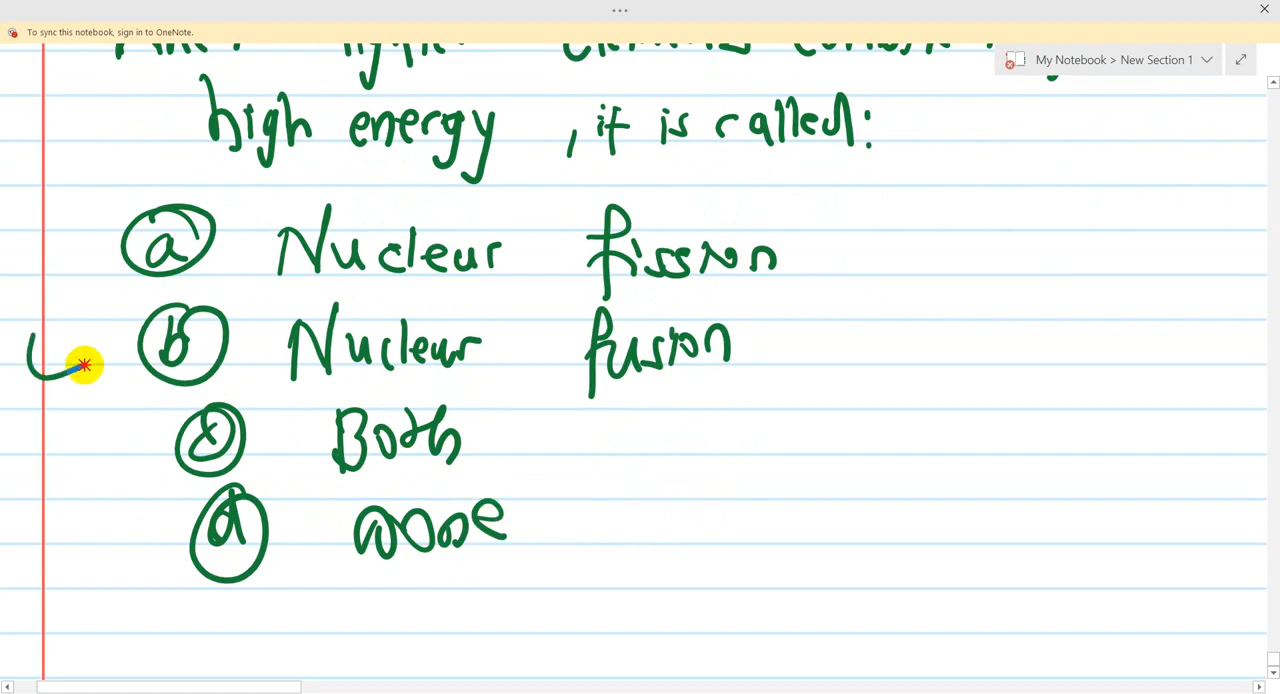 To sync this notebook, sign in to OneNote.
My Notebook > New Section 1
high energy , it is called:
a Nuclear fission
b Nuclear fusion
Both
d none